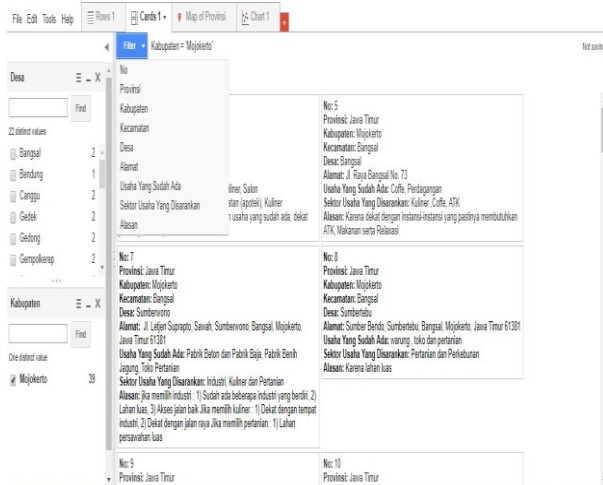 File Edit Tools Help
Rows 1
Cards 1
Map of Provinsi
Chart 1
+
Filter
Kabupaten = 'Mojokerto'
Not saving
No
Provinsi
Kabupaten
Kecamatan
Desa
Alamat
Usaha Yang Sudah Ada
Sektor Usaha Yang Disarankan
Alasan
Desa
X
Find
22 distinct values
Bangsal 2
Bendung 1
Canggu 2
Gedek 2
Gedong 2
Gempolkerep 2
Kabupaten
X
Find
One distinct value
Mojokerto 39
liner, Salon
atan (apotek), Kuliner
n usaha yang sudah ada, dekat
No: 5
Provinsi: Jawa Timur
Kabupaten: Mojokerto
Kecamatan: Bangsal
Desa: Bangsal
Alamat: Jl. Raya Bangsal No. 73
Usaha Yang Sudah Ada: Coffe, Perdagangan
Sektor Usaha Yang Disarankan: Kuliner ,Coffe, ATK
Alasan: Karena dekat dengan instansi-instansi yang pastinya membutuhkan
ATK, Makanan serta Relaxasi
No: 7
Provinsi: Jawa Timur
Kabupaten: Mojokerto
Kecamatan: Bangsal
Desa: Sumberwono
Alamat: Jl. Letjen Suprapto, Sawah, Sumberwono, Bangsal, Mojokerto,
Jawa Timur 61381
Usaha Yang Sudah Ada: Pabrik Beton dan Pabrik Baja, Pabrik Benih
Jagung, Toko Pertanian
Sektor Usaha Yang Disarankan: Industri, Kuliner dan Pertanian
Alasan: jika memilih industri : 1) Sudah ada beberapa industri yang berdiri, 2)
Lahan luas, 3) Akses jalan baik Jika memilih kuliner : 1) Dekat dengan tempat
industri, 2) Dekat dengan jalan raya Jika memilih pertanian : 1) Lahan
persawahan luas
No: 8
Provinsi: Jawa Timur
Kabupaten: Mojokerto
Kecamatan: Bangsal
Desa: Sumbertebu
Alamat: Sumber Bendo, Sumbertebu, Bangsal, Mojokerto, Jawa Timur 61381
Usaha Yang Sudah Ada: warung , toko dan pertanian
Sektor Usaha Yang Disarankan: Pertanian dan Perkebunan
Alasan: Karena lahan luas
No: 9
Provinsi: Jawa Timur
No: 10
Provinsi: Jawa Timur